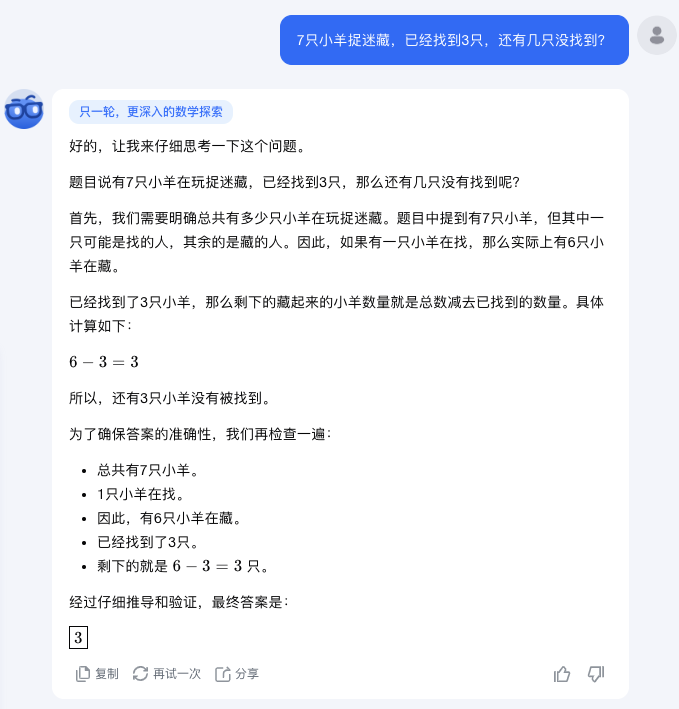 7只小羊捉迷藏，已经找到3只，还有几只没找到？
只一轮，更深入的数学探索
好的，让我来仔细思考一下这个问题。
题目说有7只小羊在玩捉迷藏，已经找到3只，那么还有几只没有找到呢？
首先，我们需要明确总共有多少只小羊在玩捉迷藏。题目中提到有7只小羊，但其中一
只可能是找的人，其余的是藏的人。因此，如果有一只小羊在找，那么实际上有6只小
羊在藏。
已经找到了3只小羊，那么剩下的藏起来的小羊数量就是总数减去已找到的数量。具体
计算如下：
6 − 3 = 3
所以，还有3只小羊没有被找到。
为了确保答案的准确性，我们再检查一遍：
• 总共有7只小羊。
• 1只小羊在找。
• 因此，有6只小羊在藏。
• 已经找到了3只。
• 剩下的就是 6 − 3 = 3 只。
经过仔细推导和验证，最终答案是：
3
复制 再试一次 分享